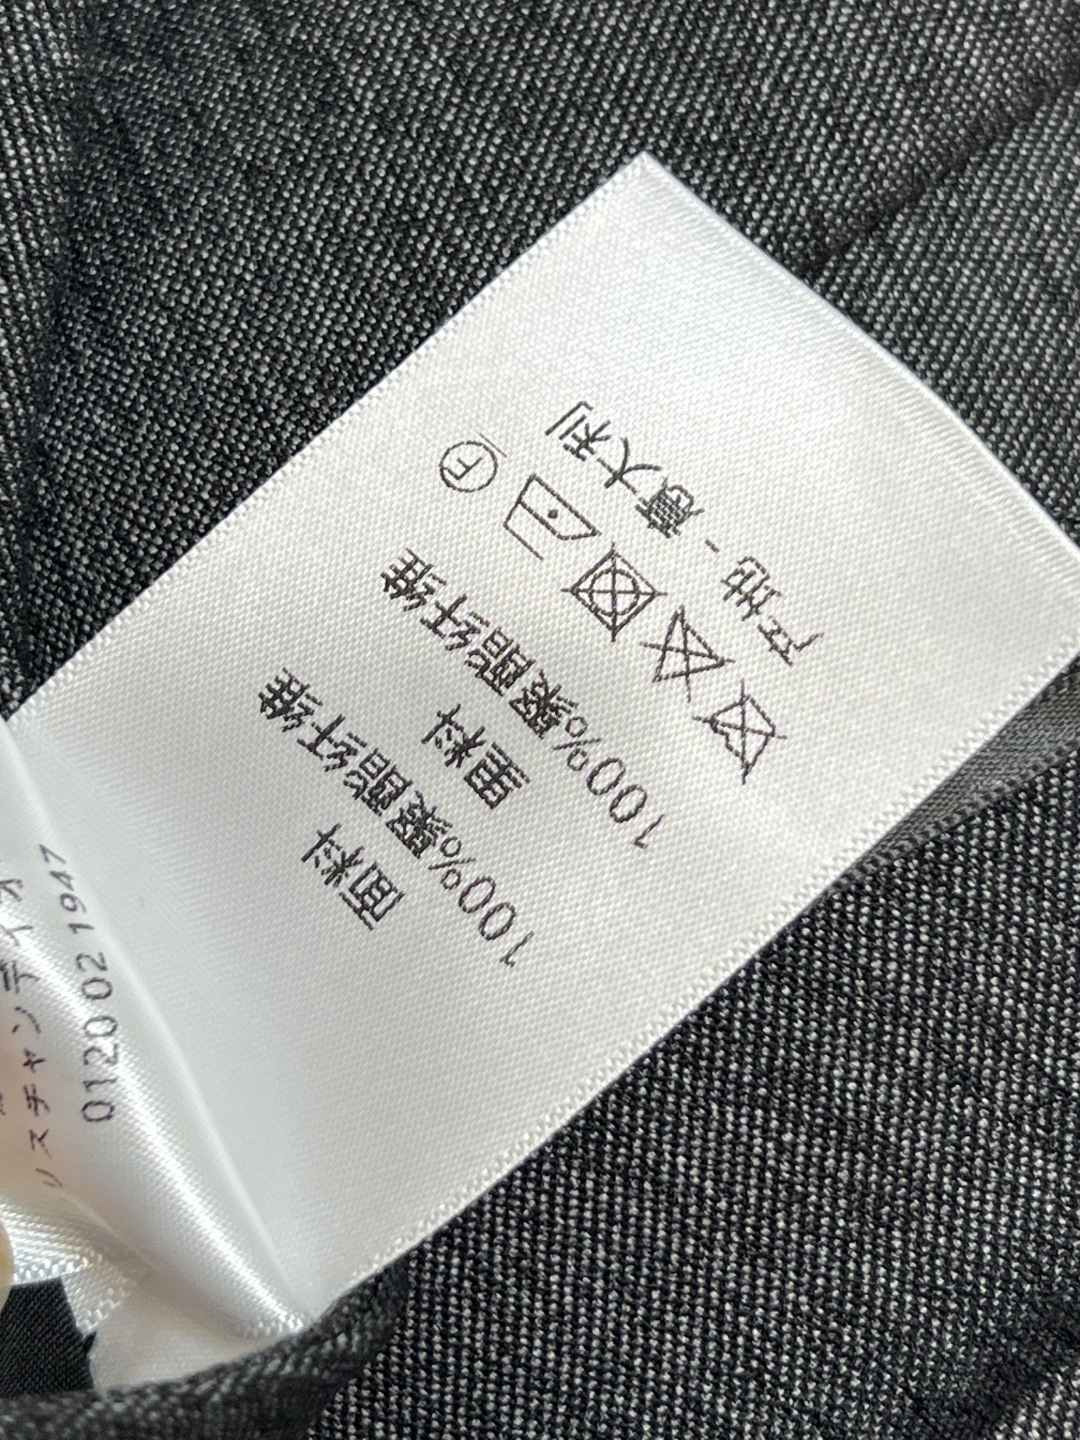 面料
100%聚酯纤维
里料
100%聚酯纤维
F
产地 - 意大利
リスチャンディオ
0120 02 1947